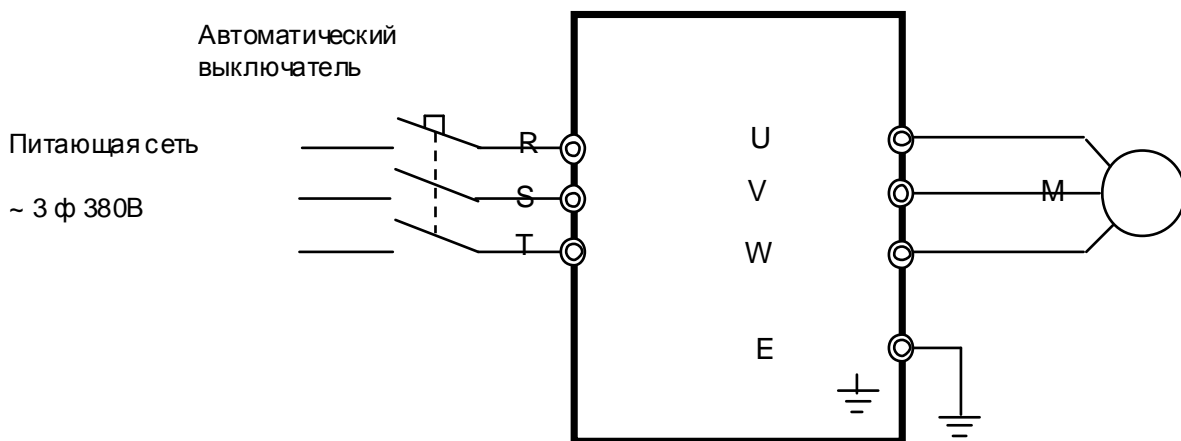 Автоматический
выключатель
Питающая сеть
~ 3 ф 380В
R
S
T
U
V
W
E
M